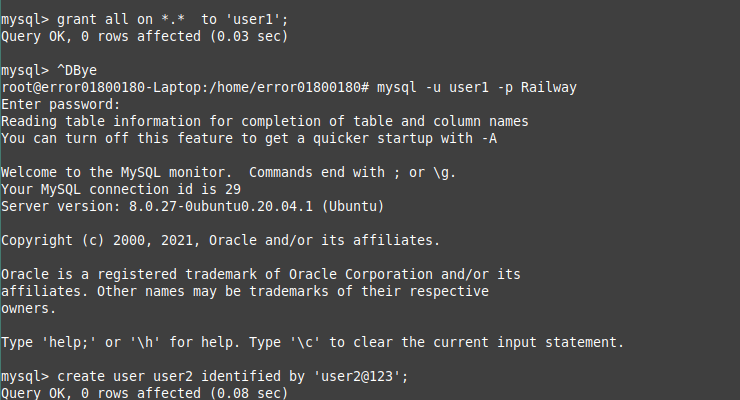 mysql> grant all on *.*  to 'user1';
Query OK, 0 rows affected (0.03 sec)
mysql> ^DBye
root@error01800180-Laptop:/home/error01800180# mysql -u user1 -p Railway
Enter password:
Reading table information for completion of table and column names
You can turn off this feature to get a quicker startup with -A
Welcome to the MySQL monitor.  Commands end with ; or \g.
Your MySQL connection id is 29
Server version: 8.0.27-0ubuntu0.20.04.1 (Ubuntu)
Copyright (c) 2000, 2021, Oracle and/or its affiliates.
Oracle is a registered trademark of Oracle Corporation and/or its
affiliates. Other names may be trademarks of their respective
owners.
Type 'help;' or '\h' for help. Type '\c' to clear the current input statement.
mysql> create user user2 identified by 'user2@123';
Query OK, 0 rows affected (0.08 sec)